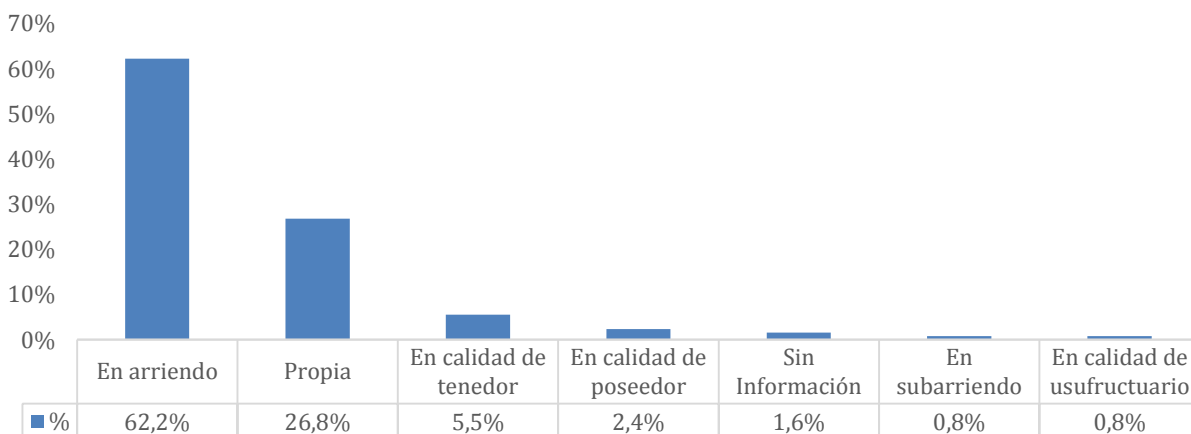 70%
60%
50%
40%
30%
20%
10%
0%
En arriendo
Propia
En calidad de
tenedor
En calidad de
poseedor
Sin
Información
En
subarriendo
En calidad de
usufructuario
% 62,2% 26,8% 5,5% 2,4% 1,6% 0,8% 0,8%